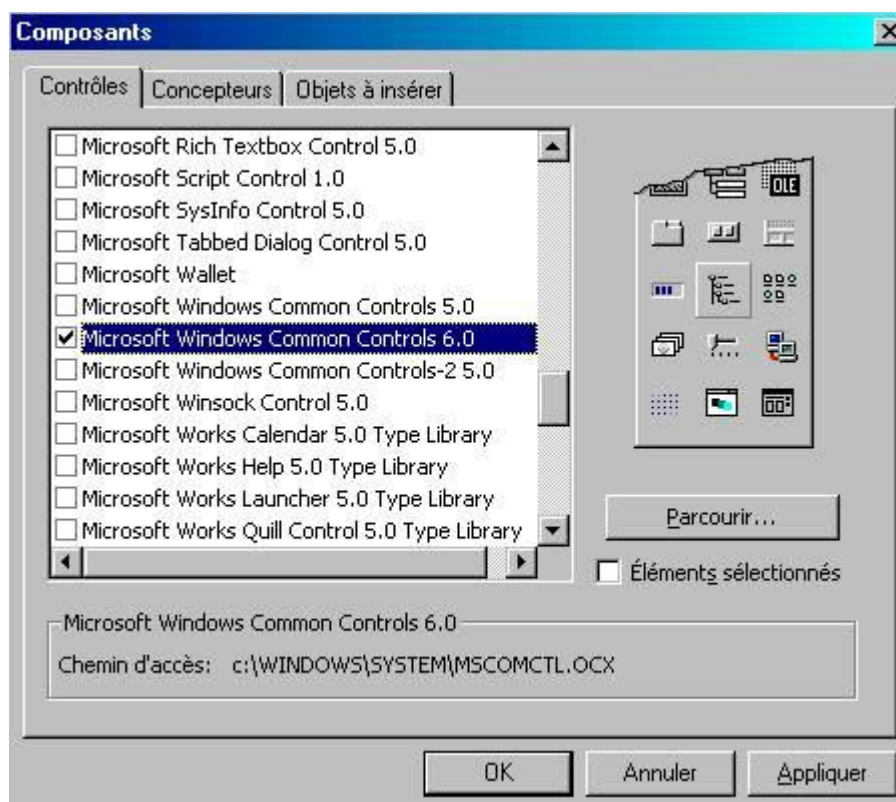 Composants
Contrôles
Concepteurs
Objets à insérer
Microsoft Rich Textbox Control 5.0
Microsoft Script Control 1.0
Microsoft SysInfo Control 5.0
Microsoft Tabbed Dialog Control 5.0
Microsoft Wallet
Microsoft Windows Common Controls 5.0
Microsoft Windows Common Controls 6.0
Microsoft Windows Common Controls-2 5.0
Microsoft Winsock Control 5.0
Microsoft Works Calendar 5.0 Type Library
Microsoft Works Help 5.0 Type Library
Microsoft Works Launcher 5.0 Type Library
Microsoft Works Quill Control 5.0 Type Library
OLE
Parcourir...
Éléments sélectionnés
Microsoft Windows Common Controls 6.0
Chemin d'accès: c:\WINDOWS\SYSTEM\MSCOMCTL.OCX
OK
Annuler
Appliquer